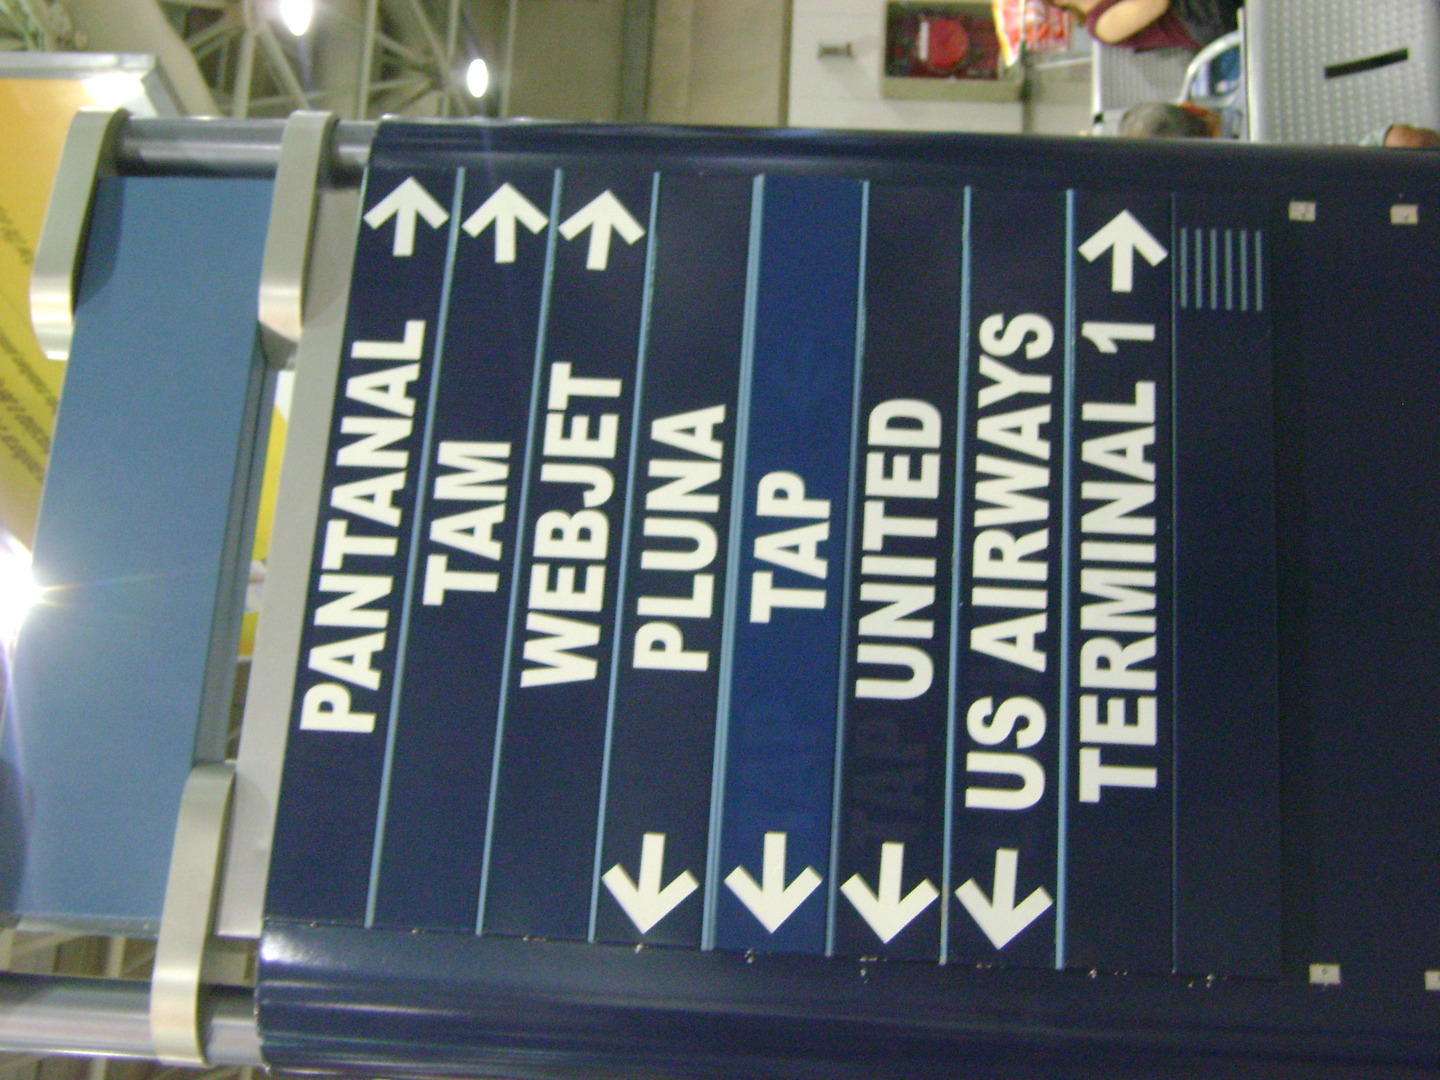 PANTANAL
TAM
WEBJET
PLUNA
TAP
UNITED
US AIRWAYS
TERMINAL 1